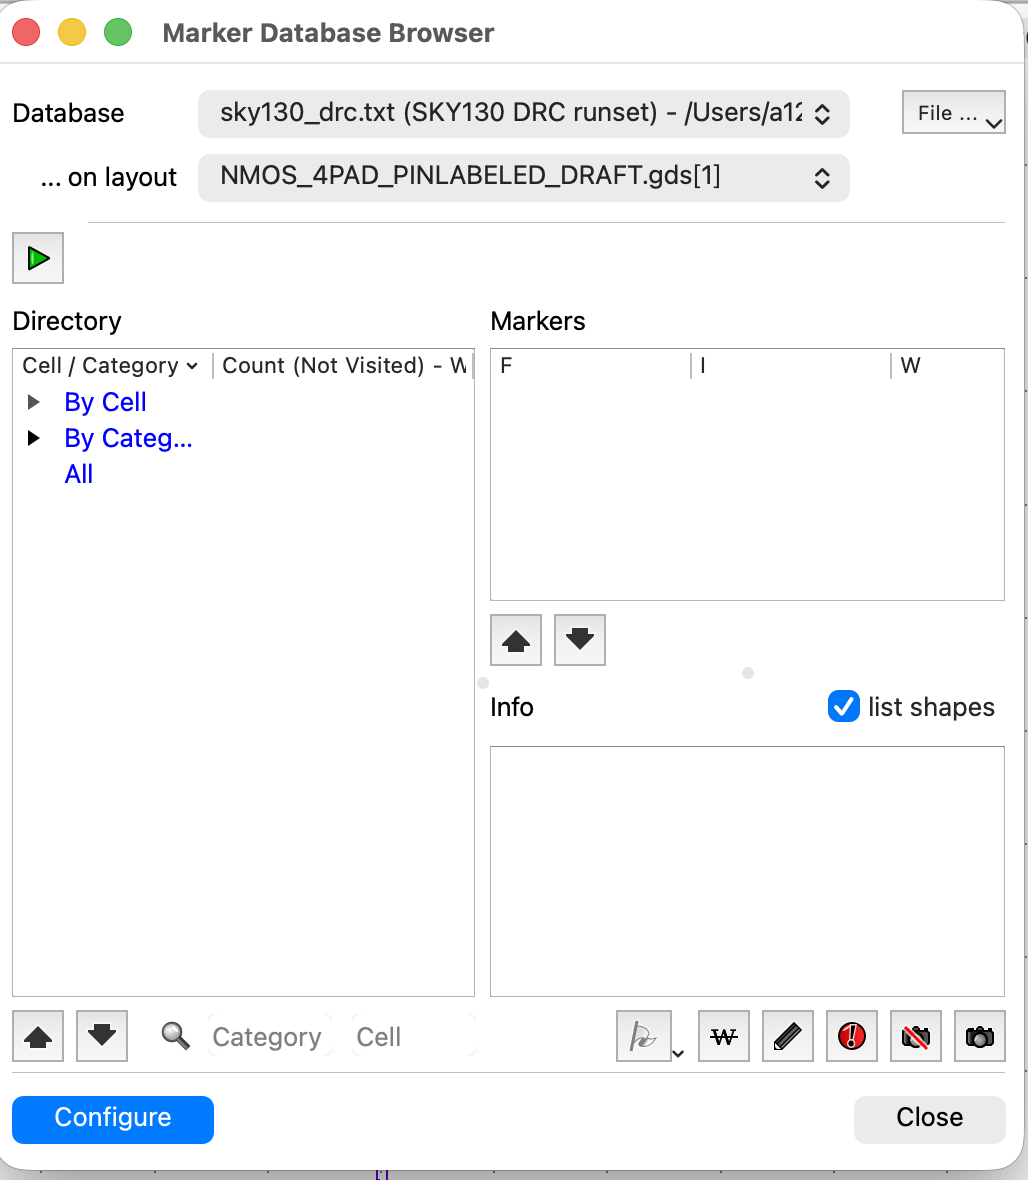 Marker Database Browser
Database
sky130_drc.txt (SKY130 DRC runset) - /Users/a12
File ...
... on layout
NMOS_4PAD_PINLABELED_DRAFT.gds[1]
Directory
Markers
Cell / Category
Count (Not Visited) - W
F
I
W
By Cell
By Categ...
All
Info
list shapes
Category
Cell
W
Configure
Close